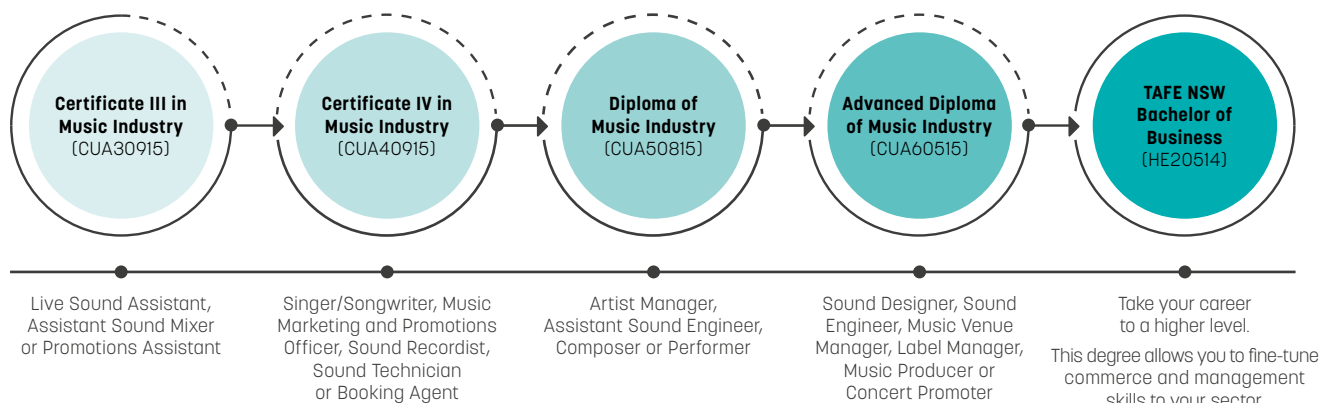 Certificate III in
Music Industry
(CUA30915)
Certificate IV in
Music Industry
(CUA40915)
Diploma of
Music Industry
(CUA50815)
Advanced Diploma
of Music Industry
(CUA60515)
TAFE NSW
Bachelor of
Business
(HE20514)
Live Sound Assistant,
Assistant Sound Mixer
or Promotions Assistant
Singer/Songwriter, Music
Marketing and Promotions
Officer, Sound Recordist,
Sound Technician
or Booking Agent
Artist Manager,
Assistant Sound Engineer,
Composer or Performer
Sound Designer, Sound
Engineer, Music Venue
Manager, Label Manager,
Music Producer or
Concert Promoter
Take your career
to a higher level.
This degree allows you to fine-tune
commerce and management
skills to your sector